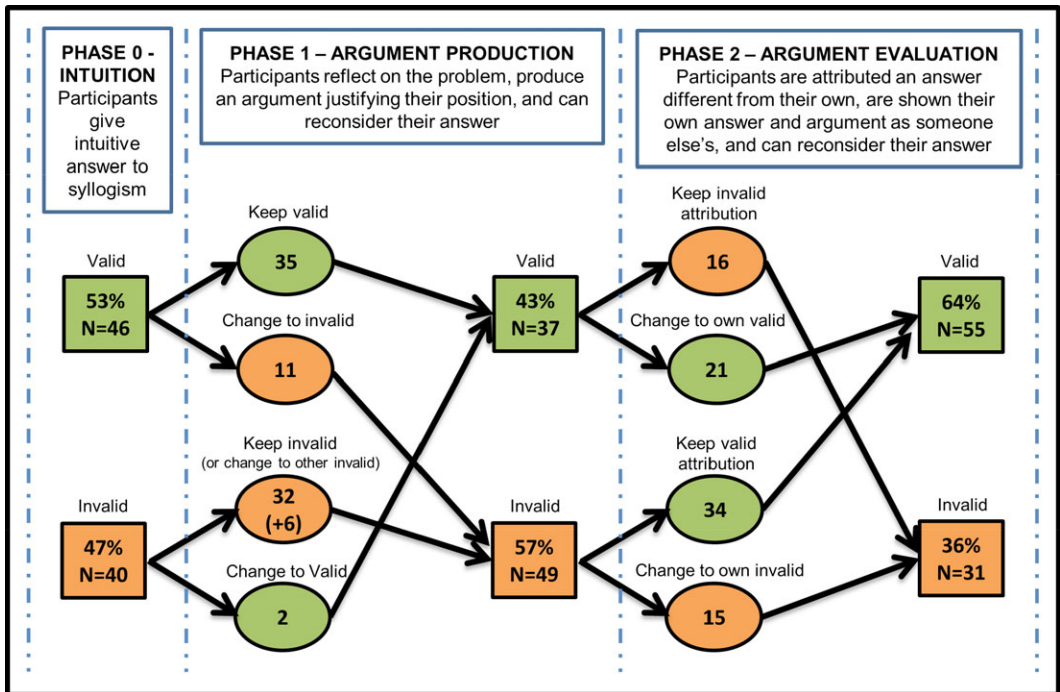 PHASE 0 -
INTUITION
Participants
give
intuitive
answer to
syllogism
PHASE 1 – ARGUMENT PRODUCTION
Participants reflect on the problem, produce
an argument justifying their position, and can
reconsider their answer
PHASE 2 – ARGUMENT EVALUATION
Participants are attributed an answer
different from their own, are shown their
own answer and argument as someone
else's, and can reconsider their answer
Valid
53%
N=46
Invalid
47%
N=40
Keep valid
35
Change to invalid
11
Keep invalid
(or change to other invalid)
32
(+6)
Change to Valid
2
Valid
43%
N=37
Invalid
57%
N=49
Keep invalid
attribution
16
Change to own valid
21
Keep valid
attribution
34
Change to own invalid
15
Valid
64%
N=55
Invalid
36%
N=31